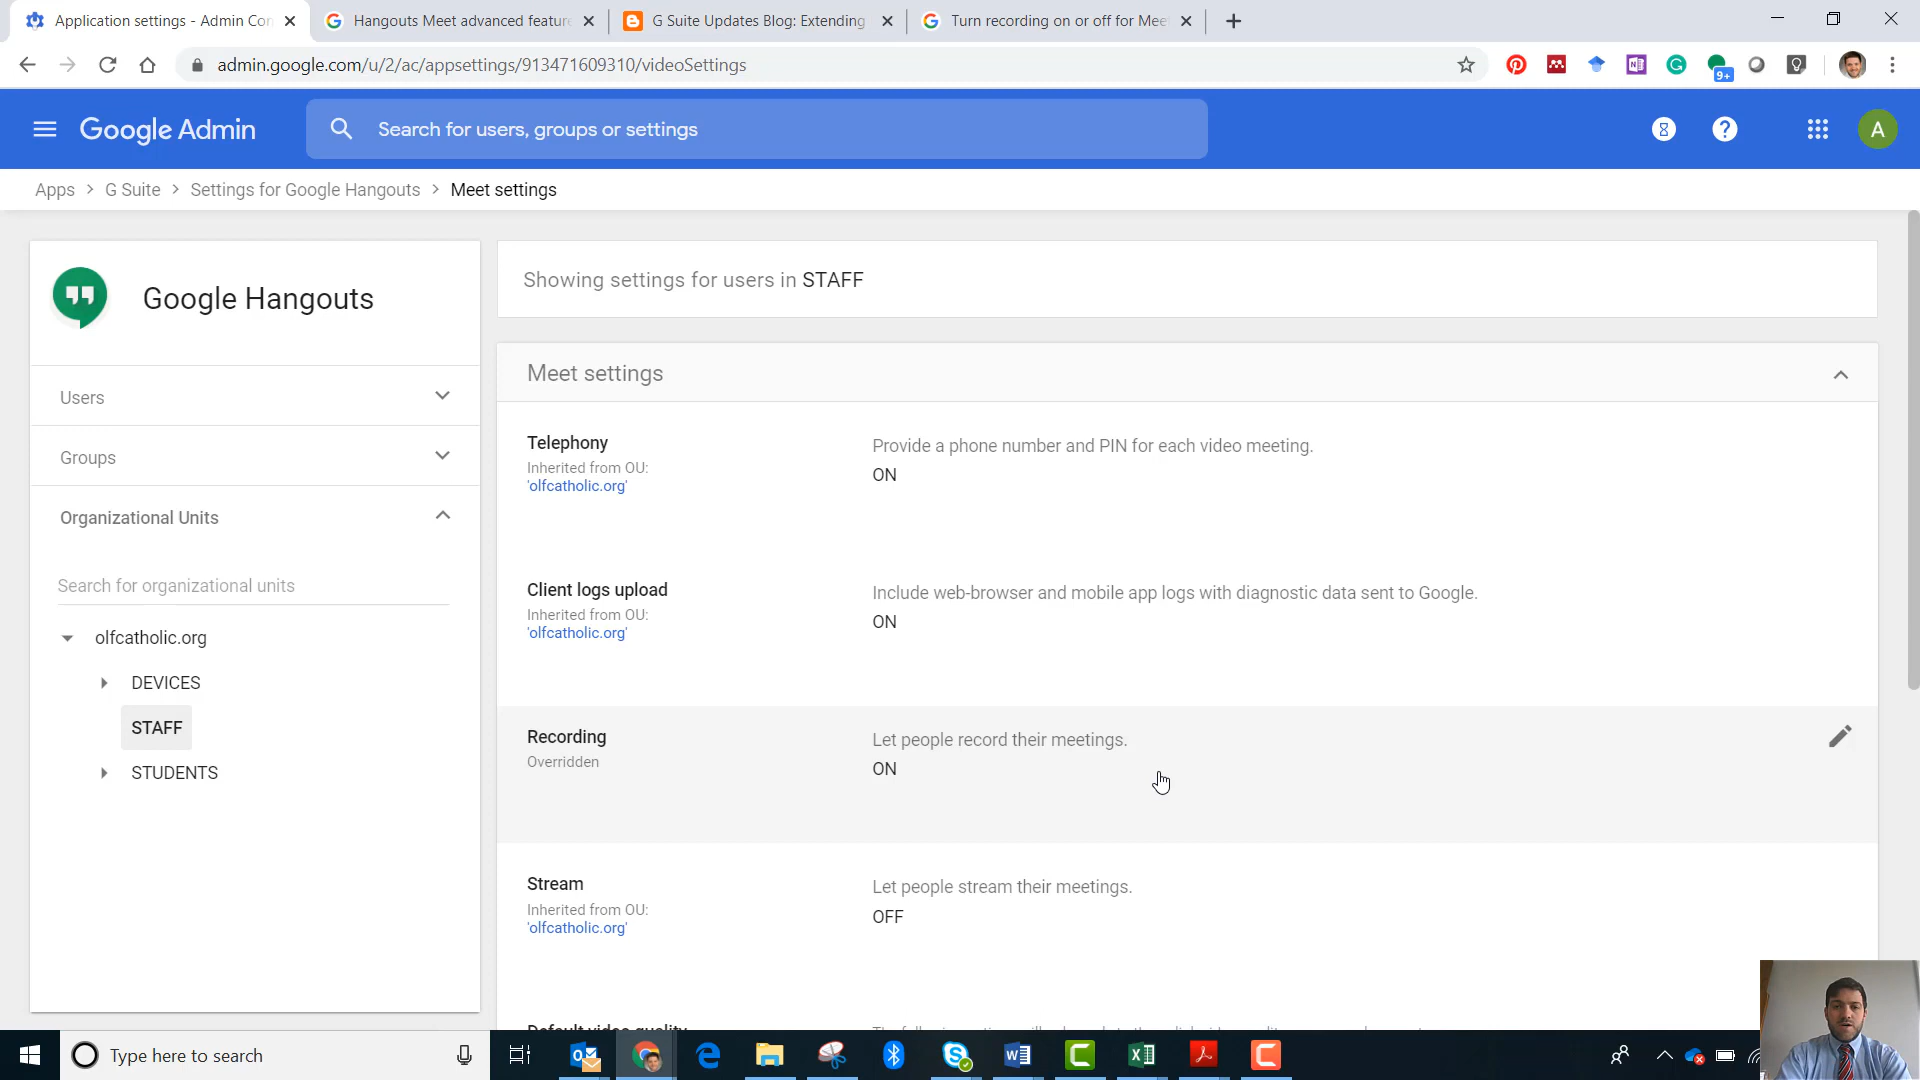 Application settings - Admin Con
Hangouts Meet advanced feature
G Suite Updates Blog: Extending
Turn recording on or off for Mee
admin.google.com/u/2/ac/appsettings/913471609310/videoSettings
9+
Google Admin
Search for users, groups or settings
A
Apps > G Suite > Settings for Google Hangouts > Meet settings
Google Hangouts
Users
Groups
Organizational Units
Search for organizational units
olfcatholic.org
DEVICES
STAFF
STUDENTS
Showing settings for users in STAFF
Meet settings
Telephony
Inherited from OU:
'olfcatholic.org'
Provide a phone number and PIN for each video meeting.
ON
Client logs upload
Inherited from OU:
'olfcatholic.org'
Include web-browser and mobile app logs with diagnostic data sent to Google.
ON
Recording
Overridden
Let people record their meetings.
ON
Stream
Inherited from OU:
'olfcatholic.org'
Let people stream their meetings.
OFF
Default video quality
Type here to search